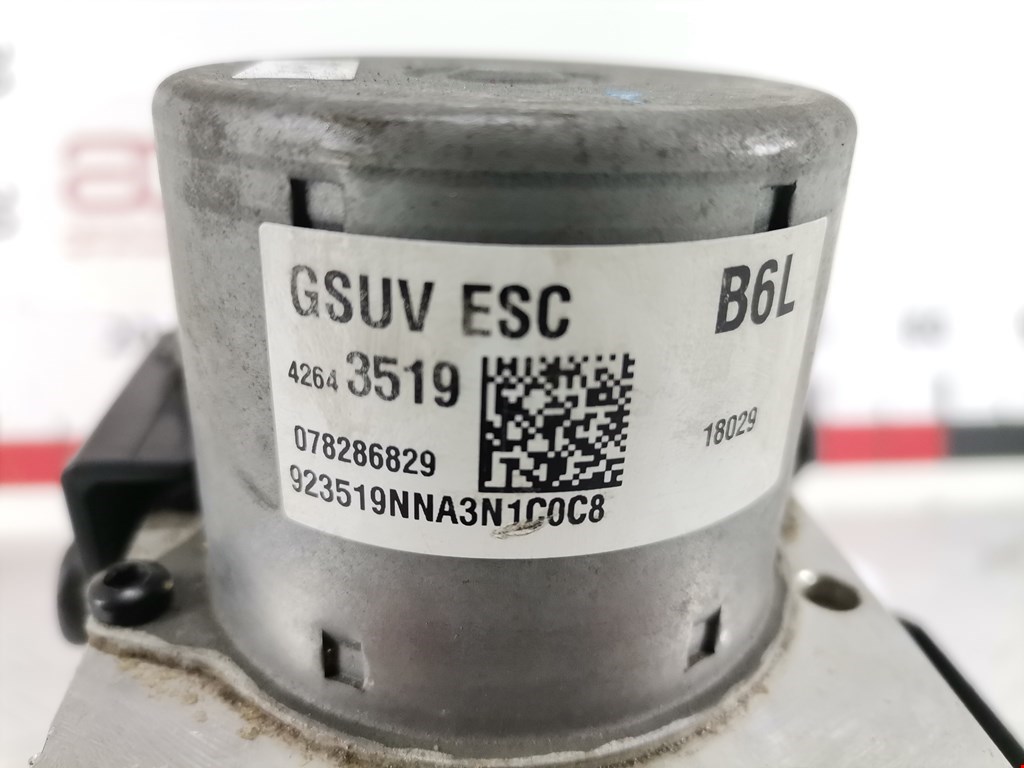 GSUV ESC B6L
4264 3519
18029
078286829
923519NNA3N1C0C8